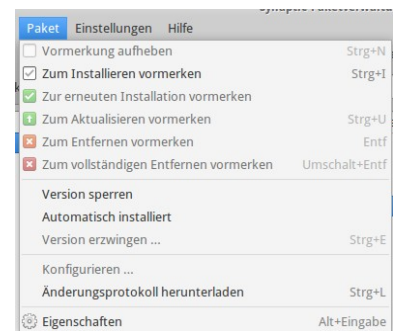 Paket Einstellungen Hilfe
Vormerkung aufheben Strg+N
Zum Installieren vormerken Strg+I
Zur erneuten Installation vormerken
Zum Aktualisieren vormerken Strg+U
Zum Entfernen vormerken Entf
Zum vollständigen Entfernen vormerken Umschalt+Entf
Version sperren
Automatisch installiert
Version erzwingen ... Strg+E
Konfigurieren ...
Änderungsprotokoll herunterladen Strg+L
Eigenschaften Alt+Eingabe